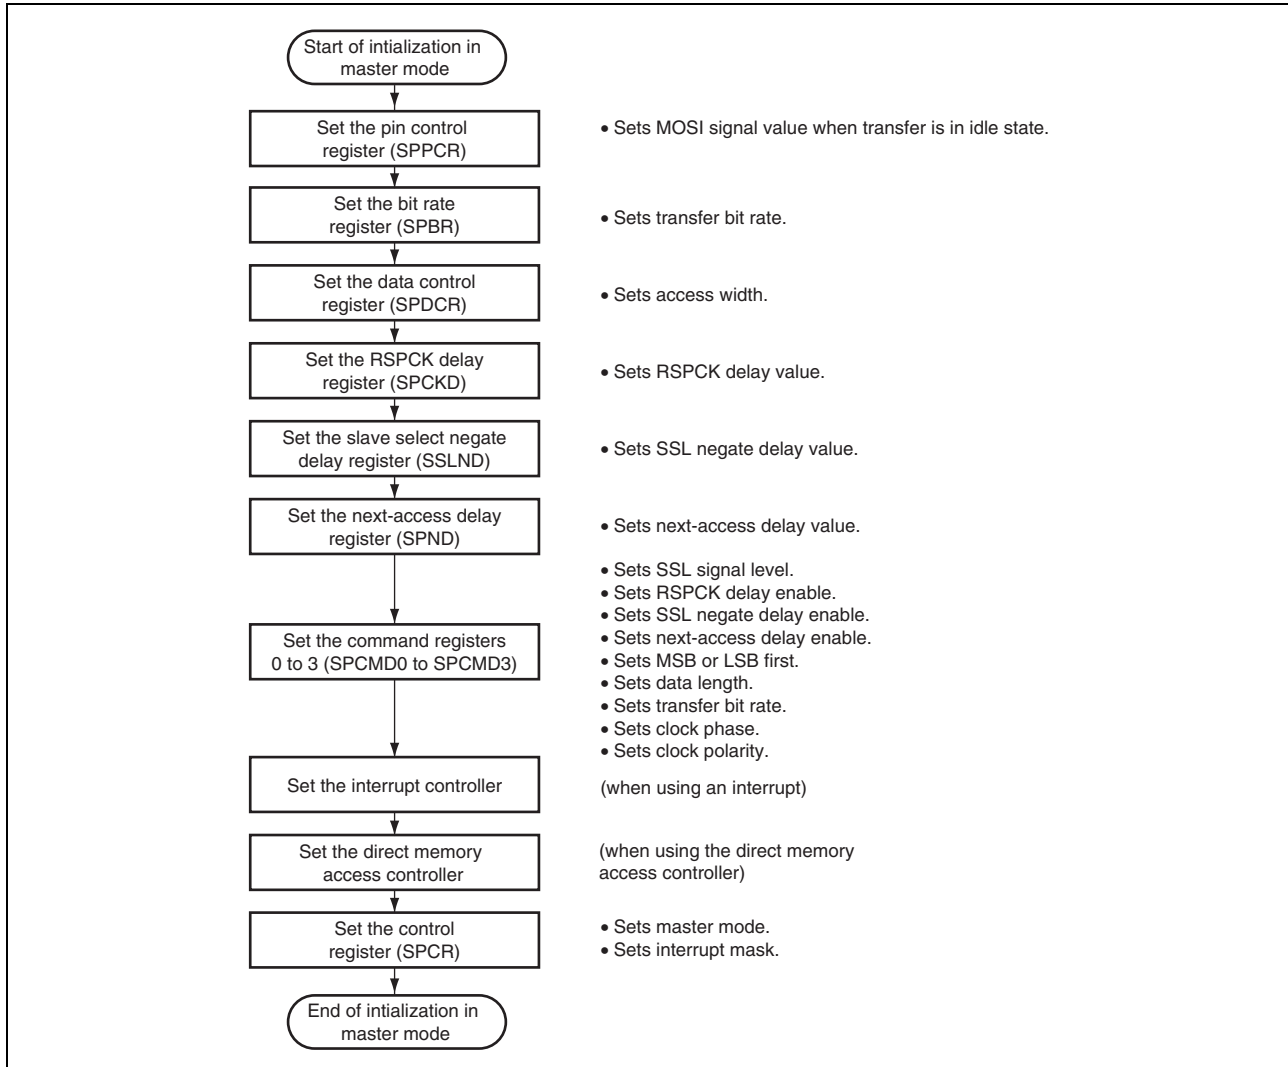 Start of intialization in
master mode
Set the pin control
register (SPPCR)
• Sets MOSI signal value when transfer is in idle state.
Set the bit rate
register (SPBR)
• Sets transfer bit rate.
Set the data control
register (SPDCR)
• Sets access width.
Set the RSPCK delay
register (SPCKD)
• Sets RSPCK delay value.
Set the slave select negate
delay register (SSLND)
• Sets SSL negate delay value.
Set the next-access delay
register (SPND)
• Sets next-access delay value.
Set the command registers
0 to 3 (SPCMD0 to SPCMD3)
• Sets SSL signal level.
• Sets RSPCK delay enable.
• Sets SSL negate delay enable.
• Sets next-access delay enable.
• Sets MSB or LSB first.
• Sets data length.
• Sets transfer bit rate.
• Sets clock phase.
• Sets clock polarity.
Set the interrupt controller
(when using an interrupt)
Set the direct memory
access controller
(when using the direct memory
access controller)
Set the control
register (SPCR)
• Sets master mode.
• Sets interrupt mask.
End of intialization in
master mode